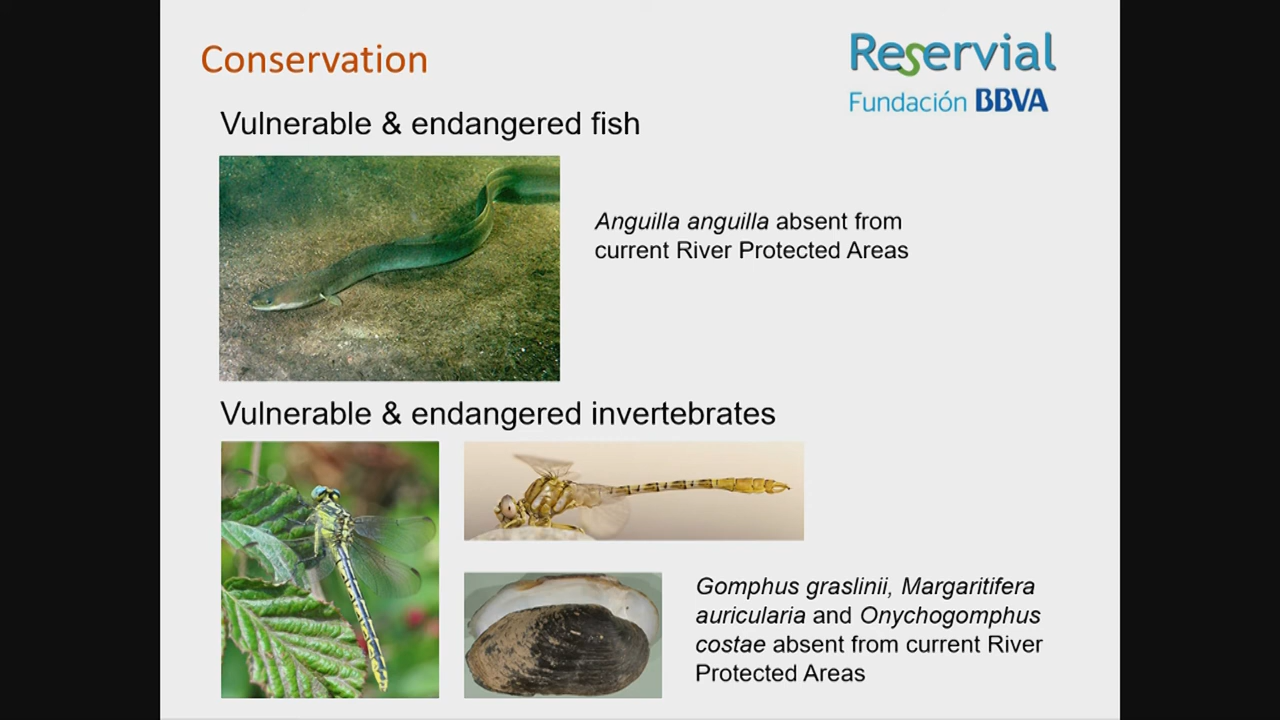 Conservation
Reservial
Fundación BBVA
Vulnerable & endangered fish
Anguilla anguilla absent from
current River Protected Areas
Vulnerable & endangered invertebrates
Gomphus graslinii, Margaritifera
auricularia and Onychogomphus
costae absent from current River
Protected Areas